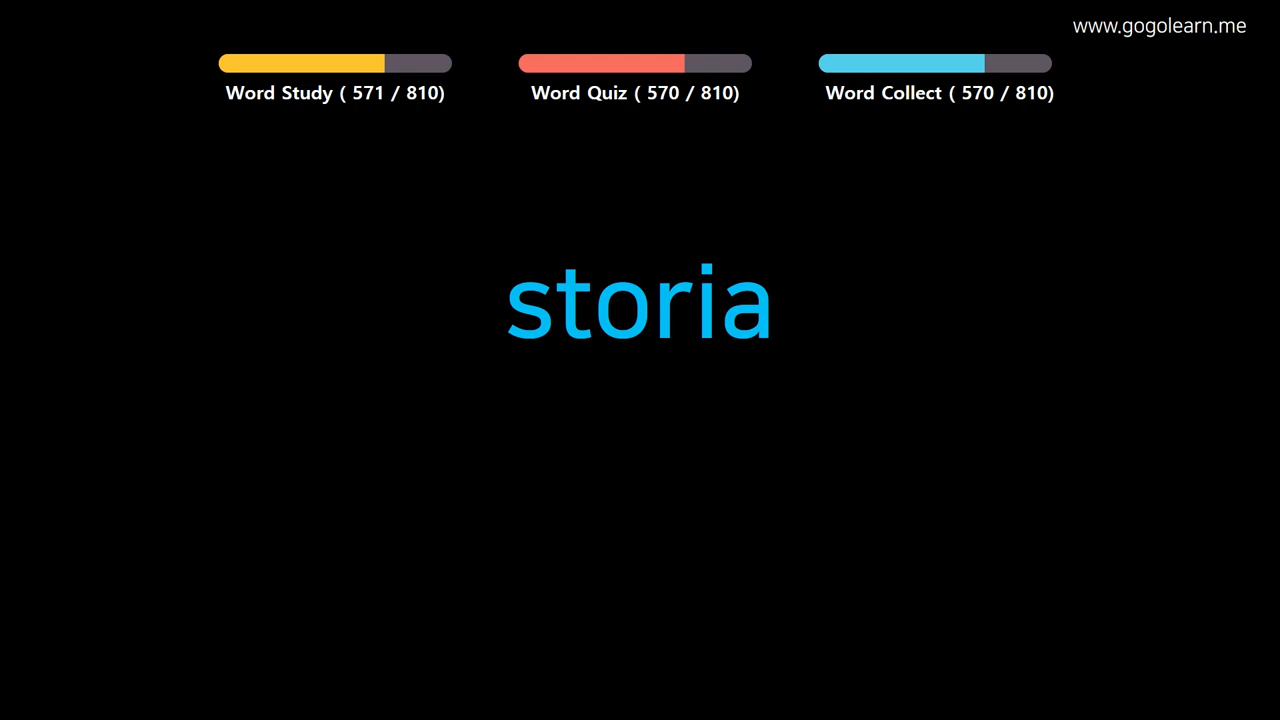 www.gogolearn.me
Word Study ( 571 / 810)
Word Quiz ( 570 / 810)
Word Collect ( 570 / 810)
storia